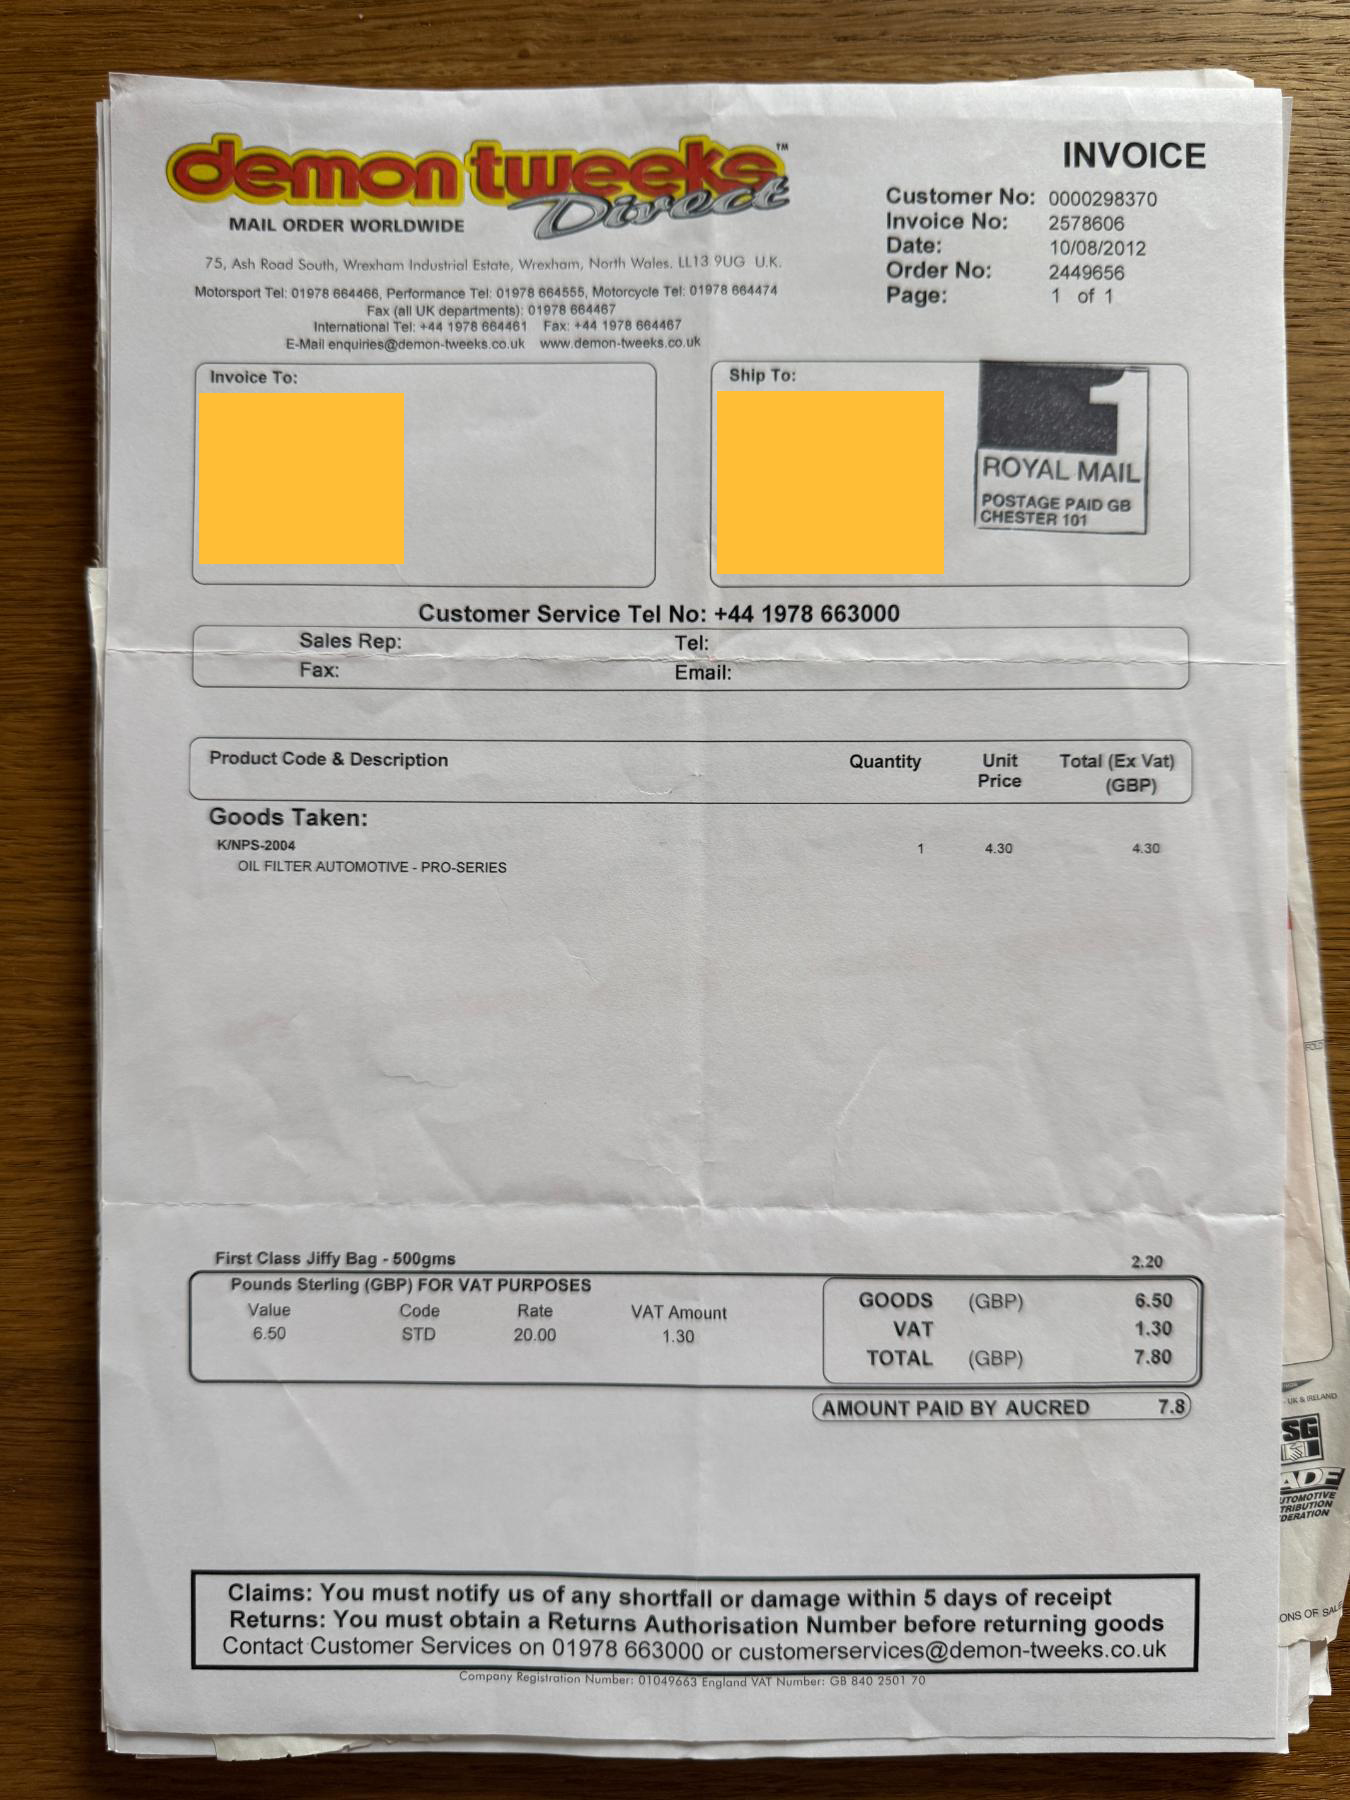 demon tweeks™
Direct
MAIL ORDER WORLDWIDE
75, Ash Road South, Wrexham Industrial Estate, Wrexham, North Wales. LL13 9UG U.K.
Motorsport Tel: 01978 664466, Performance Tel: 01978 664555, Motorcycle Tel: 01978 664474
Fax (all UK departments): 01978 664467
International Tel: +44 1978 664461 Fax: +44 1978 664467
E-Mail enquiries@demon-tweeks.co.uk www.demon-tweeks.co.uk
INVOICE
Customer No: 0000298370
Invoice No: 2578606
Date: 10/08/2012
Order No: 2449656
Page: 1 of 1
Invoice To:
Ship To:
1
ROYAL MAIL
POSTAGE PAID GB
CHESTER 101
Customer Service Tel No: +44 1978 663000
Sales Rep: Tel:
Fax: Email:
Product Code & Description Quantity Unit Price Total (Ex Vat) (GBP)
Goods Taken:
K/NPS-2004 1 4.30 4.30
OIL FILTER AUTOMOTIVE - PRO-SERIES
First Class Jiffy Bag - 500gms 2.20
Pounds Sterling (GBP) FOR VAT PURPOSES
Value Code Rate VAT Amount
6.50 STD 20.00 1.30
GOODS (GBP) 6.50
VAT 1.30
TOTAL (GBP) 7.80
AMOUNT PAID BY AUCRED 7.8
Claims: You must notify us of any shortfall or damage within 5 days of receipt
Returns: You must obtain a Returns Authorisation Number before returning goods
Contact Customer Services on 01978 663000 or customerservices@demon-tweeks.co.uk
Company Registration Number: 01049663 England VAT Number: GB 840 2501 70
UK & IRELAND